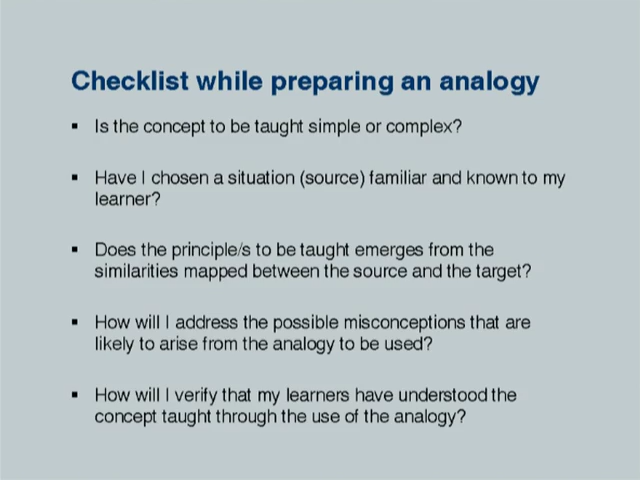 Checklist while preparing an analogy
▪ Is the concept to be taught simple or complex?
▪ Have I chosen a situation (source) familiar and known to my
learner?
▪ Does the principle/s to be taught emerges from the
similarities mapped between the source and the target?
▪ How will I address the possible misconceptions that are
likely to arise from the analogy to be used?
▪ How will I verify that my learners have understood the
concept taught through the use of the analogy?